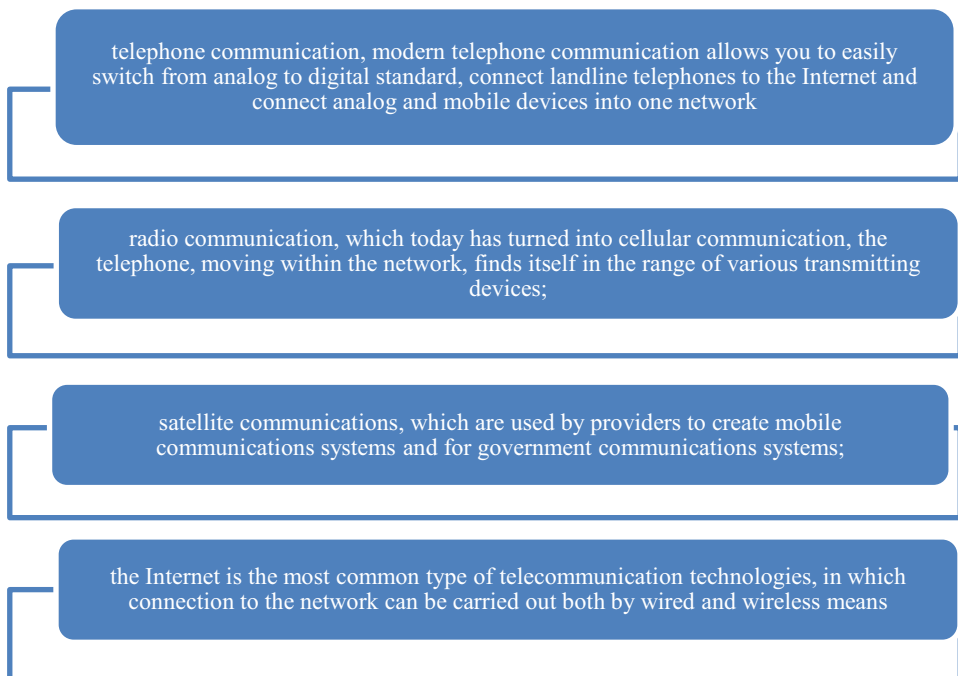 telephone communication, modern telephone communication allows you to easily
switch from analog to digital standard, connect landline telephones to the Internet and
connect analog and mobile devices into one network
radio communication, which today has turned into cellular communication, the
telephone, moving within the network, finds itself in the range of various transmitting
devices;
satellite communications, which are used by providers to create mobile
communications systems and for government communications systems;
the Internet is the most common type of telecommunication technologies, in which
connection to the network can be carried out both by wired and wireless means